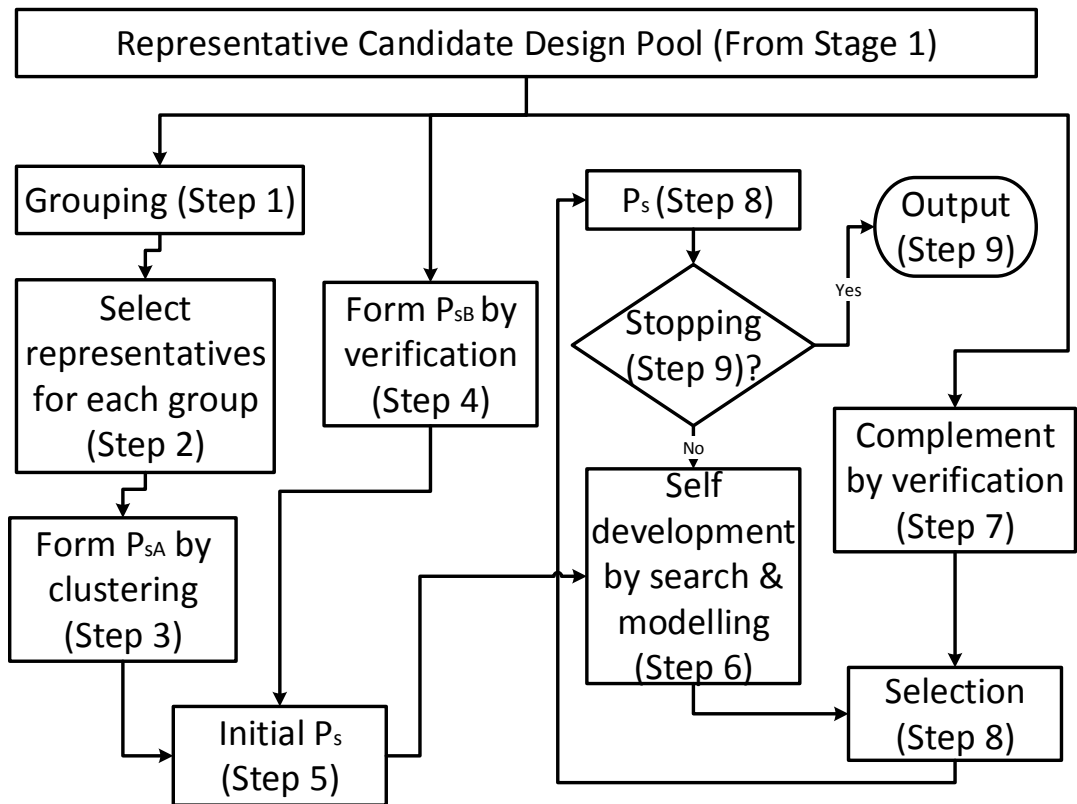 Representative Candidate Design Pool (From Stage 1)
Grouping (Step 1)
Select
representatives
for each group
(Step 2)
Form PsA by
clustering
(Step 3)
Form PsB by
verification
(Step 4)
Initial Ps
(Step 5)
Ps (Step 8)
Stopping
(Step 9)?
Yes
No
Output
(Step 9)
Self
development
by search &
modelling
(Step 6)
Complement
by verification
(Step 7)
Selection
(Step 8)